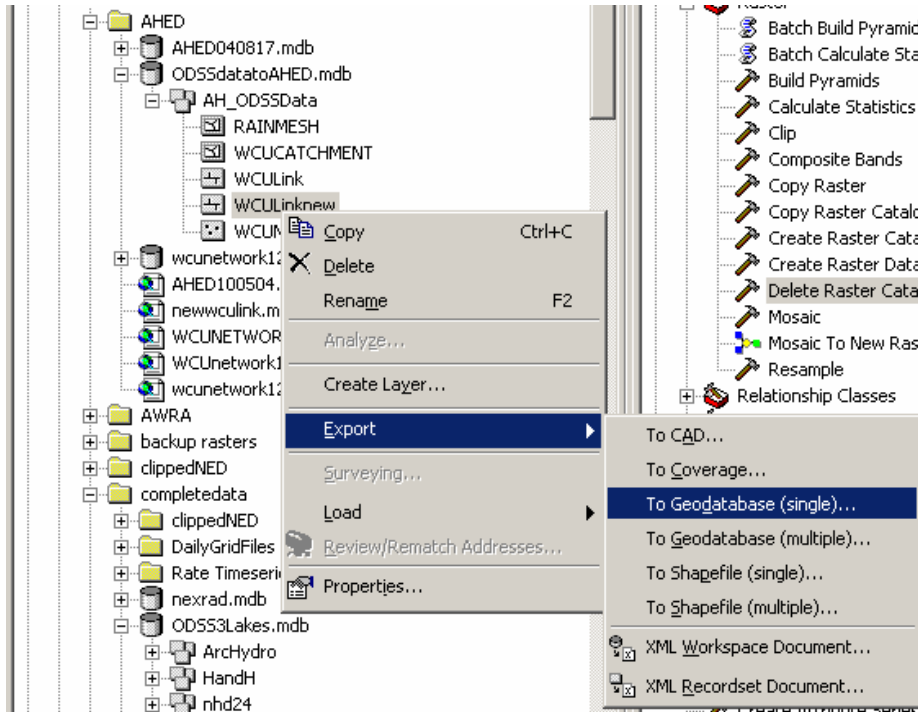 AHED
AHED040817.mdb
ODSSdatatoAHED.mdb
AH_ODSSData
RAINMESH
WCUCATCHMENT
WCULink
WCULinknew
WCUN
wcunetwork12
AHED100504.
newwculink.m
WCUNETWOR
WCUnetwork1
wcunetwork12
AWRA
backup rasters
clippedNED
completedata
clippedNED
DailyGridFiles
Rate Timeseri
nexrad.mdb
ODSS3Lakes.mdb
ArcHydro
HandH
nhd24
Copy Ctrl+C
Delete
Rename F2
Analyze...
Create Layer...
Export
Surveying...
Load
Review/Rematch Addresses...
Properties...
To CAD...
To Coverage...
To Geodatabase (single)...
To Geodatabase (multiple)...
To Shapefile (single)...
To Shapefile (multiple)...
XML Workspace Document...
XML Recordset Document...
Raster
Batch Build Pyramid
Batch Calculate Sta
Build Pyramids
Calculate Statistics
Clip
Composite Bands
Copy Raster
Copy Raster Catalo
Create Raster Cata
Create Raster Data
Delete Raster Cata
Mosaic
Mosaic To New Ras
Resample
Relationship Classes